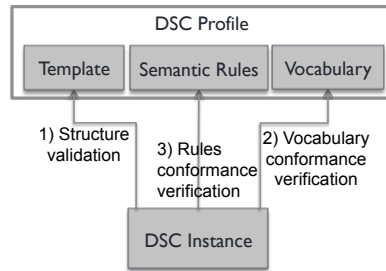 DSC Profile
Template
Semantic Rules
Vocabulary
1) Structure
validation
3) Rules
conformance
verification
2) Vocabulary
conformance
verification
DSC Instance